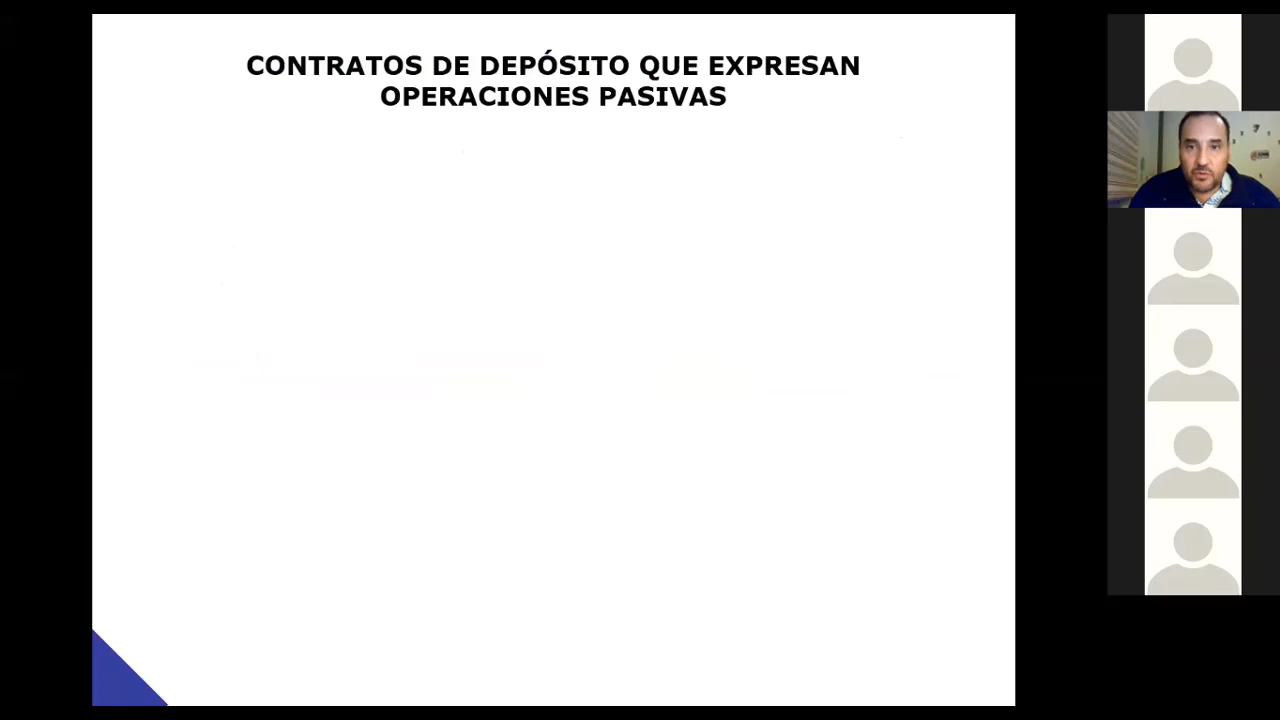 CONTRATOS DE DEPÓSITO QUE EXPRESAN
OPERACIONES PASIVAS